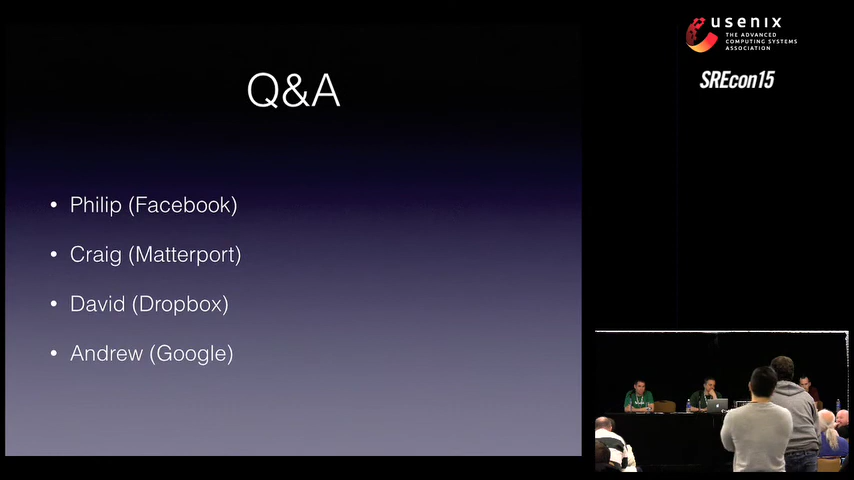 Q&A
• Philip (Facebook)
• Craig (Matterport)
• David (Dropbox)
• Andrew (Google)
usenix
THE ADVANCED
COMPUTING SYSTEMS
ASSOCIATION
SREcon15